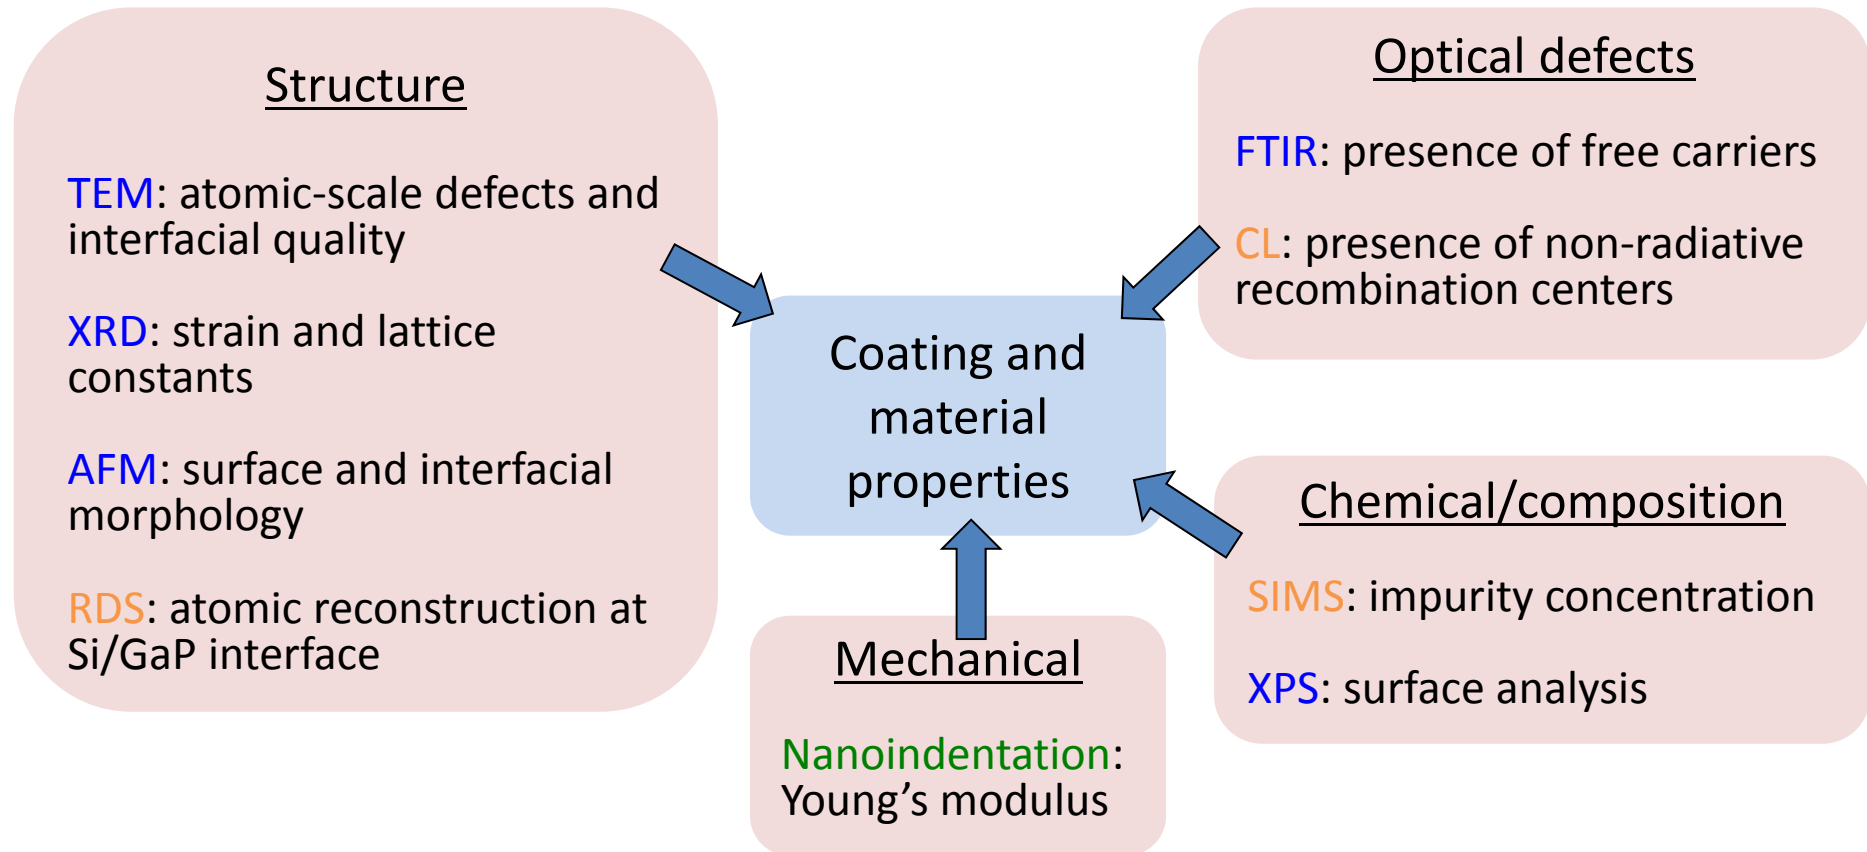 Structure
TEM: atomic-scale defects and
interfacial quality
XRD: strain and lattice
constants
AFM: surface and interfacial
morphology
RDS: atomic reconstruction at
Si/GaP interface
Optical defects
FTIR: presence of free carriers
CL: presence of non-radiative
recombination centers
Coating and
material
properties
Chemical/composition
SIMS: impurity concentration
XPS: surface analysis
Mechanical
Nanoindentation:
Young’s modulus